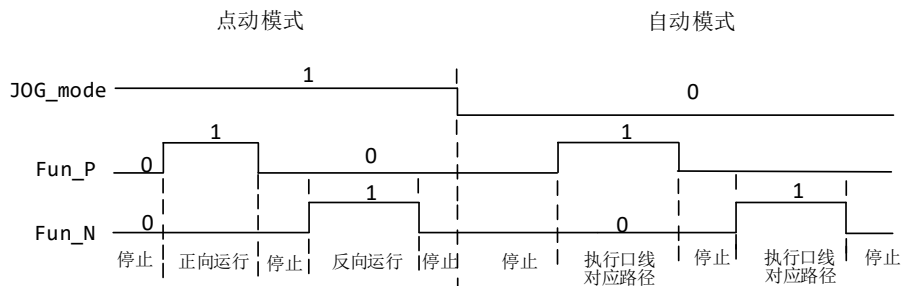 点动模式 自动模式
JOG_mode 1 0
Fun_P 0 1 0 1
Fun_N 0 1 0 1
停止 正向运行 停止 反向运行 停止 停止 执行口线 停止 执行口线 停止
对应路径 对应路径